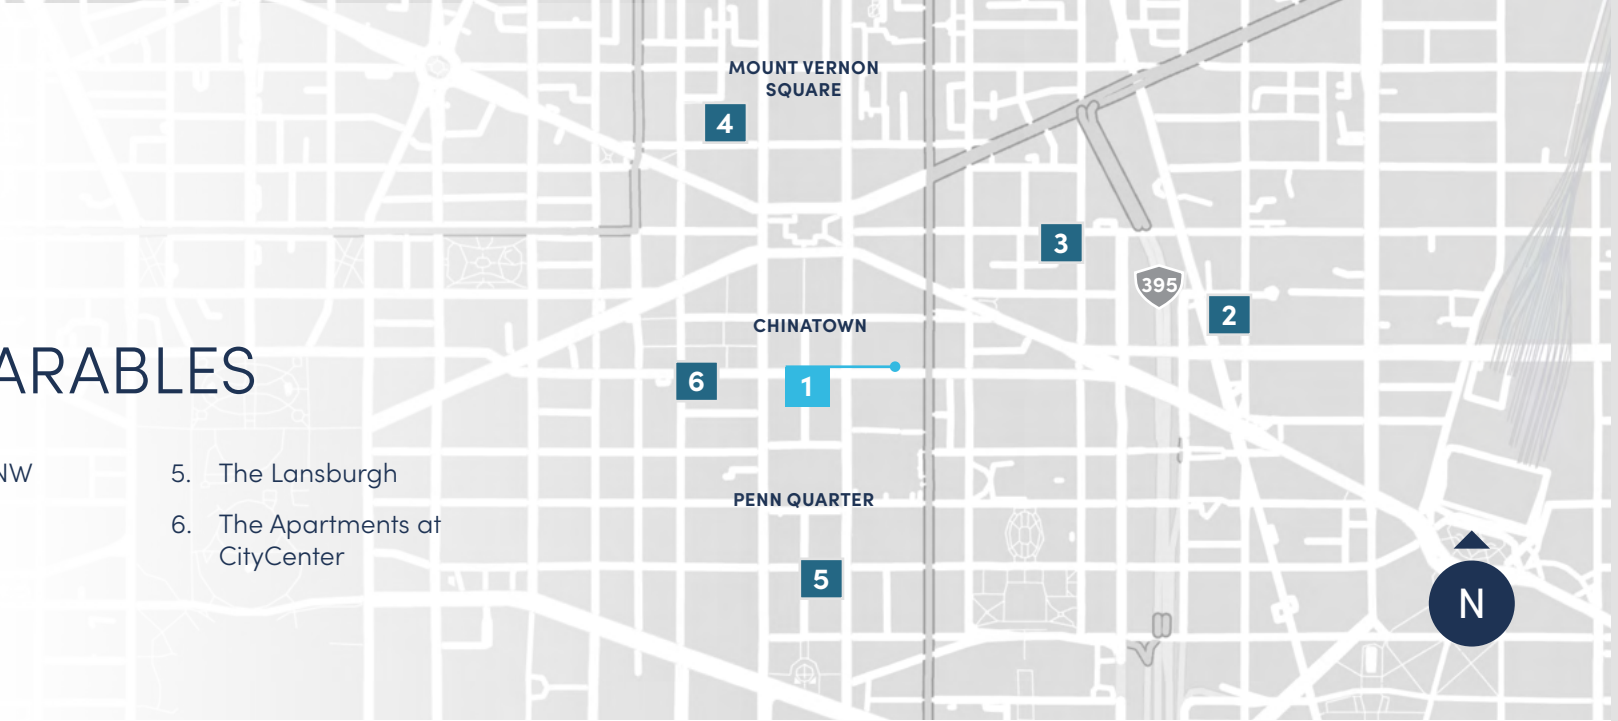 MOUNT VERNON
SQUARE
4
3
395
2
CHINATOWN
ARABLES
6
1
NW
5. The Lansburgh
PENN QUARTER
6. The Apartments at
CityCenter
5
N